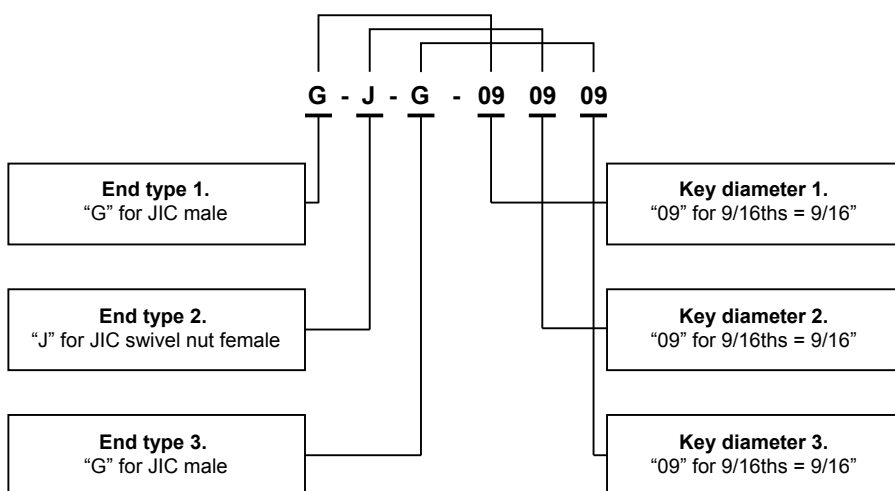 G - J - G - 09 09 09
End type 1.
“G” for JIC male
Key diameter 1.
“09” for 9/16ths = 9/16”
End type 2.
“J” for JIC swivel nut female
Key diameter 2.
“09” for 9/16ths = 9/16”
End type 3.
“G” for JIC male
Key diameter 3.
“09” for 9/16ths = 9/16”